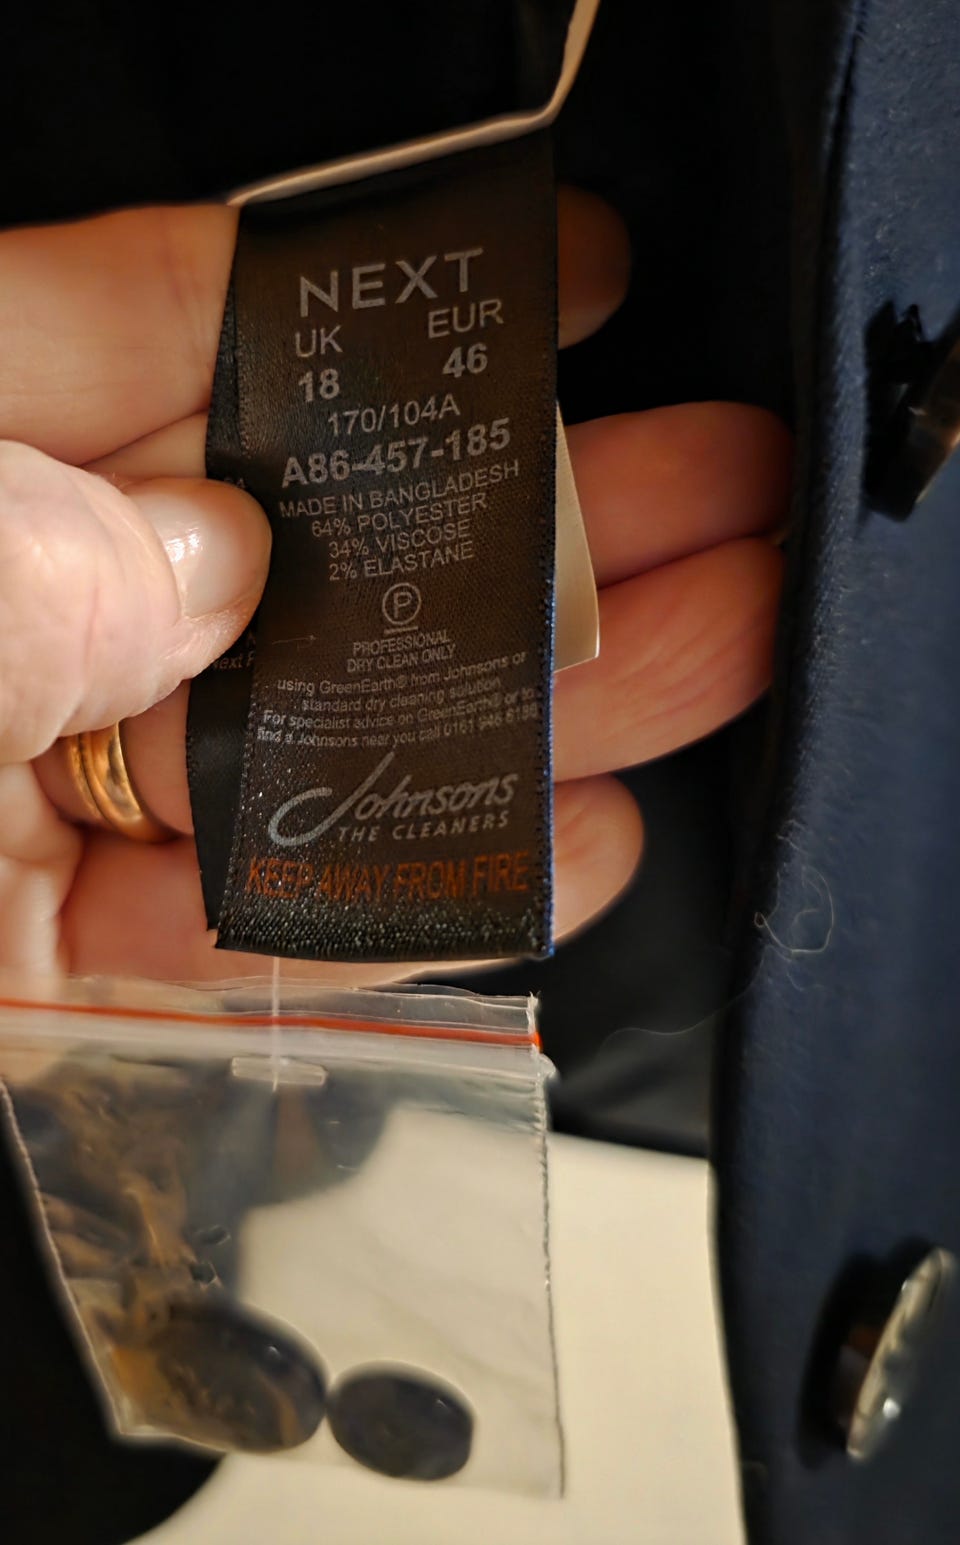 NEXT
UK EUR
18 46
170/104A
A86-457-185
MADE IN BANGLADESH
64% POLYESTER
34% VISCOSE
2% ELASTANE
P
PROFESSIONAL
DRY CLEAN ONLY
using GreenEarth® from Johnsons or
standard dry cleaning solution
For specialist advice on GreenEarth® or to
find a Johnsons near you call 0161 946
Johnsons
THE CLEANERS
KEEP AWAY FROM FIRE